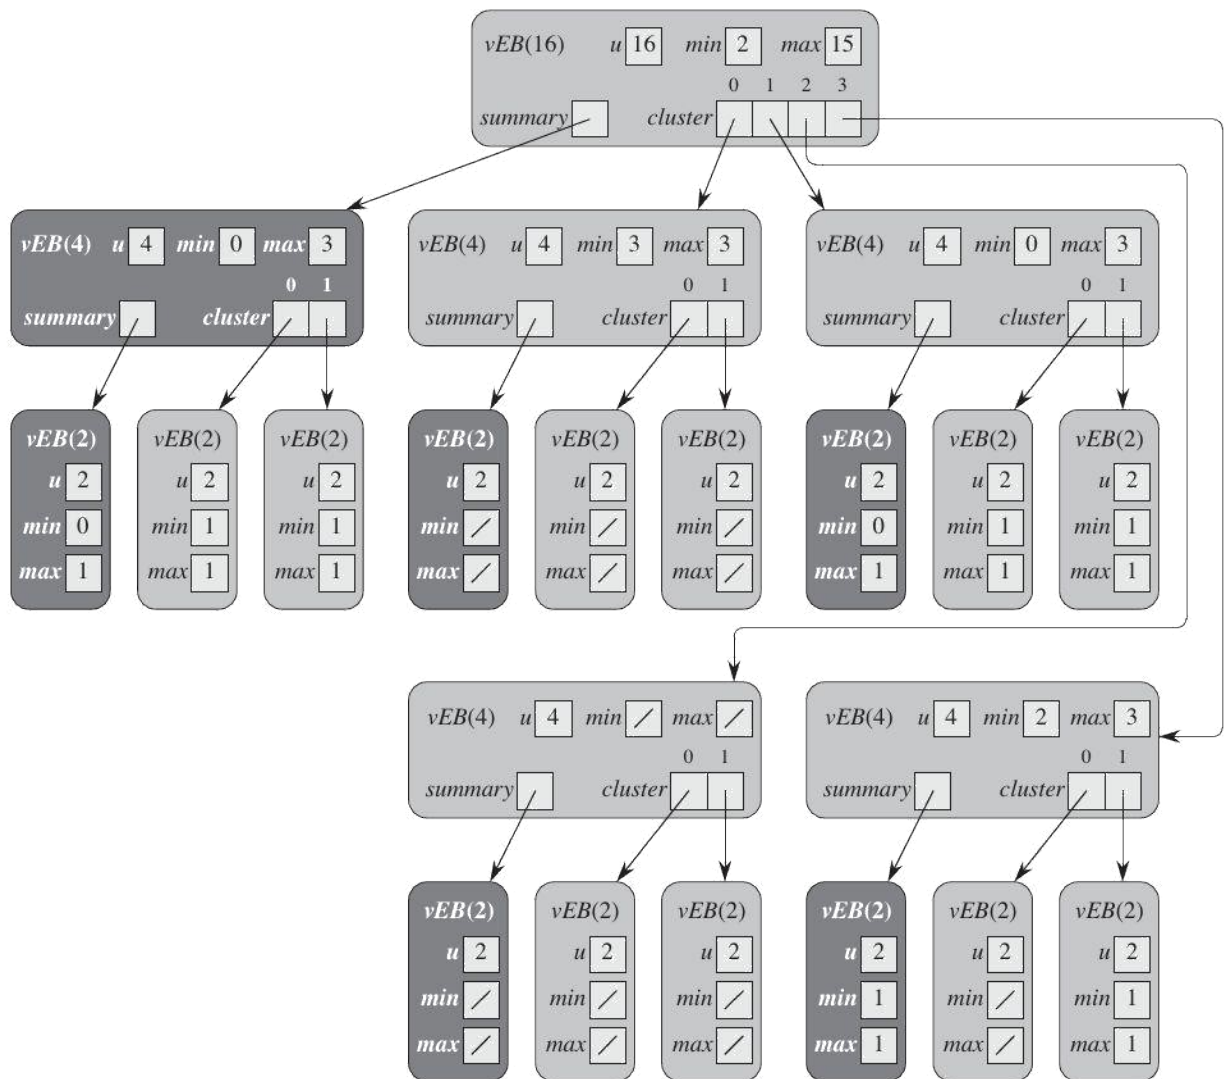 vEB(16) u 16 min 2 max 15
0 1 2 3
summary cluster
vEB(4) u 4 min 0 max 3
0 1
summary cluster
vEB(4) u 4 min 3 max 3
0 1
summary cluster
vEB(4) u 4 min 0 max 3
0 1
summary cluster
vEB(2)
u 2
min 0
max 1
vEB(2)
u 2
min 1
max 1
vEB(2)
u 2
min 1
max 1
vEB(2)
u 2
min /
max /
vEB(2)
u 2
min /
max /
vEB(2)
u 2
min /
max /
vEB(2)
u 2
min 0
max 1
vEB(2)
u 2
min 1
max 1
vEB(2)
u 2
min 1
max 1
vEB(4) u 4 min / max /
0 1
summary cluster
vEB(4) u 4 min 2 max 3
0 1
summary cluster
vEB(2)
u 2
min /
max /
vEB(2)
u 2
min /
max /
vEB(2)
u 2
min /
max /
vEB(2)
u 2
min 1
max 1
vEB(2)
u 2
min /
max /
vEB(2)
u 2
min 1
max 1